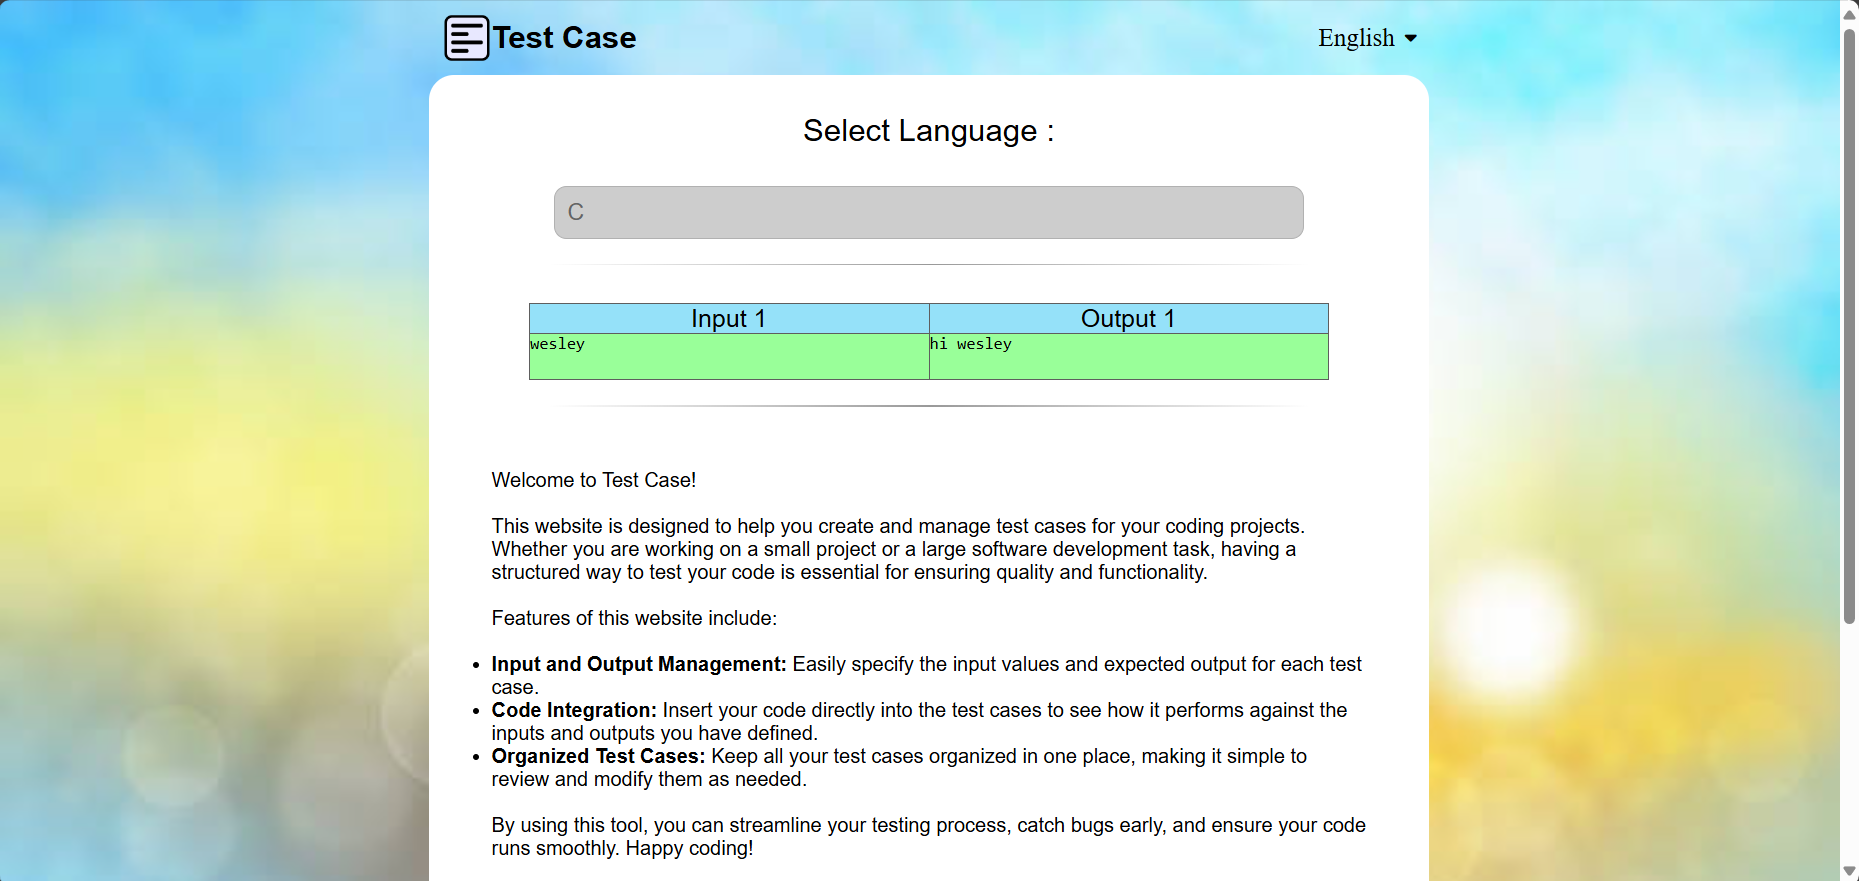 Test Case
English
Select Language :
C
Input 1 Output 1
wesley hi wesley
Welcome to Test Case!
This website is designed to help you create and manage test cases for your coding projects.
Whether you are working on a small project or a large software development task, having a
structured way to test your code is essential for ensuring quality and functionality.
Features of this website include:
• Input and Output Management: Easily specify the input values and expected output for each test
case.
• Code Integration: Insert your code directly into the test cases to see how it performs against the
inputs and outputs you have defined.
• Organized Test Cases: Keep all your test cases organized in one place, making it simple to
review and modify them as needed.
By using this tool, you can streamline your testing process, catch bugs early, and ensure your code
runs smoothly. Happy coding!